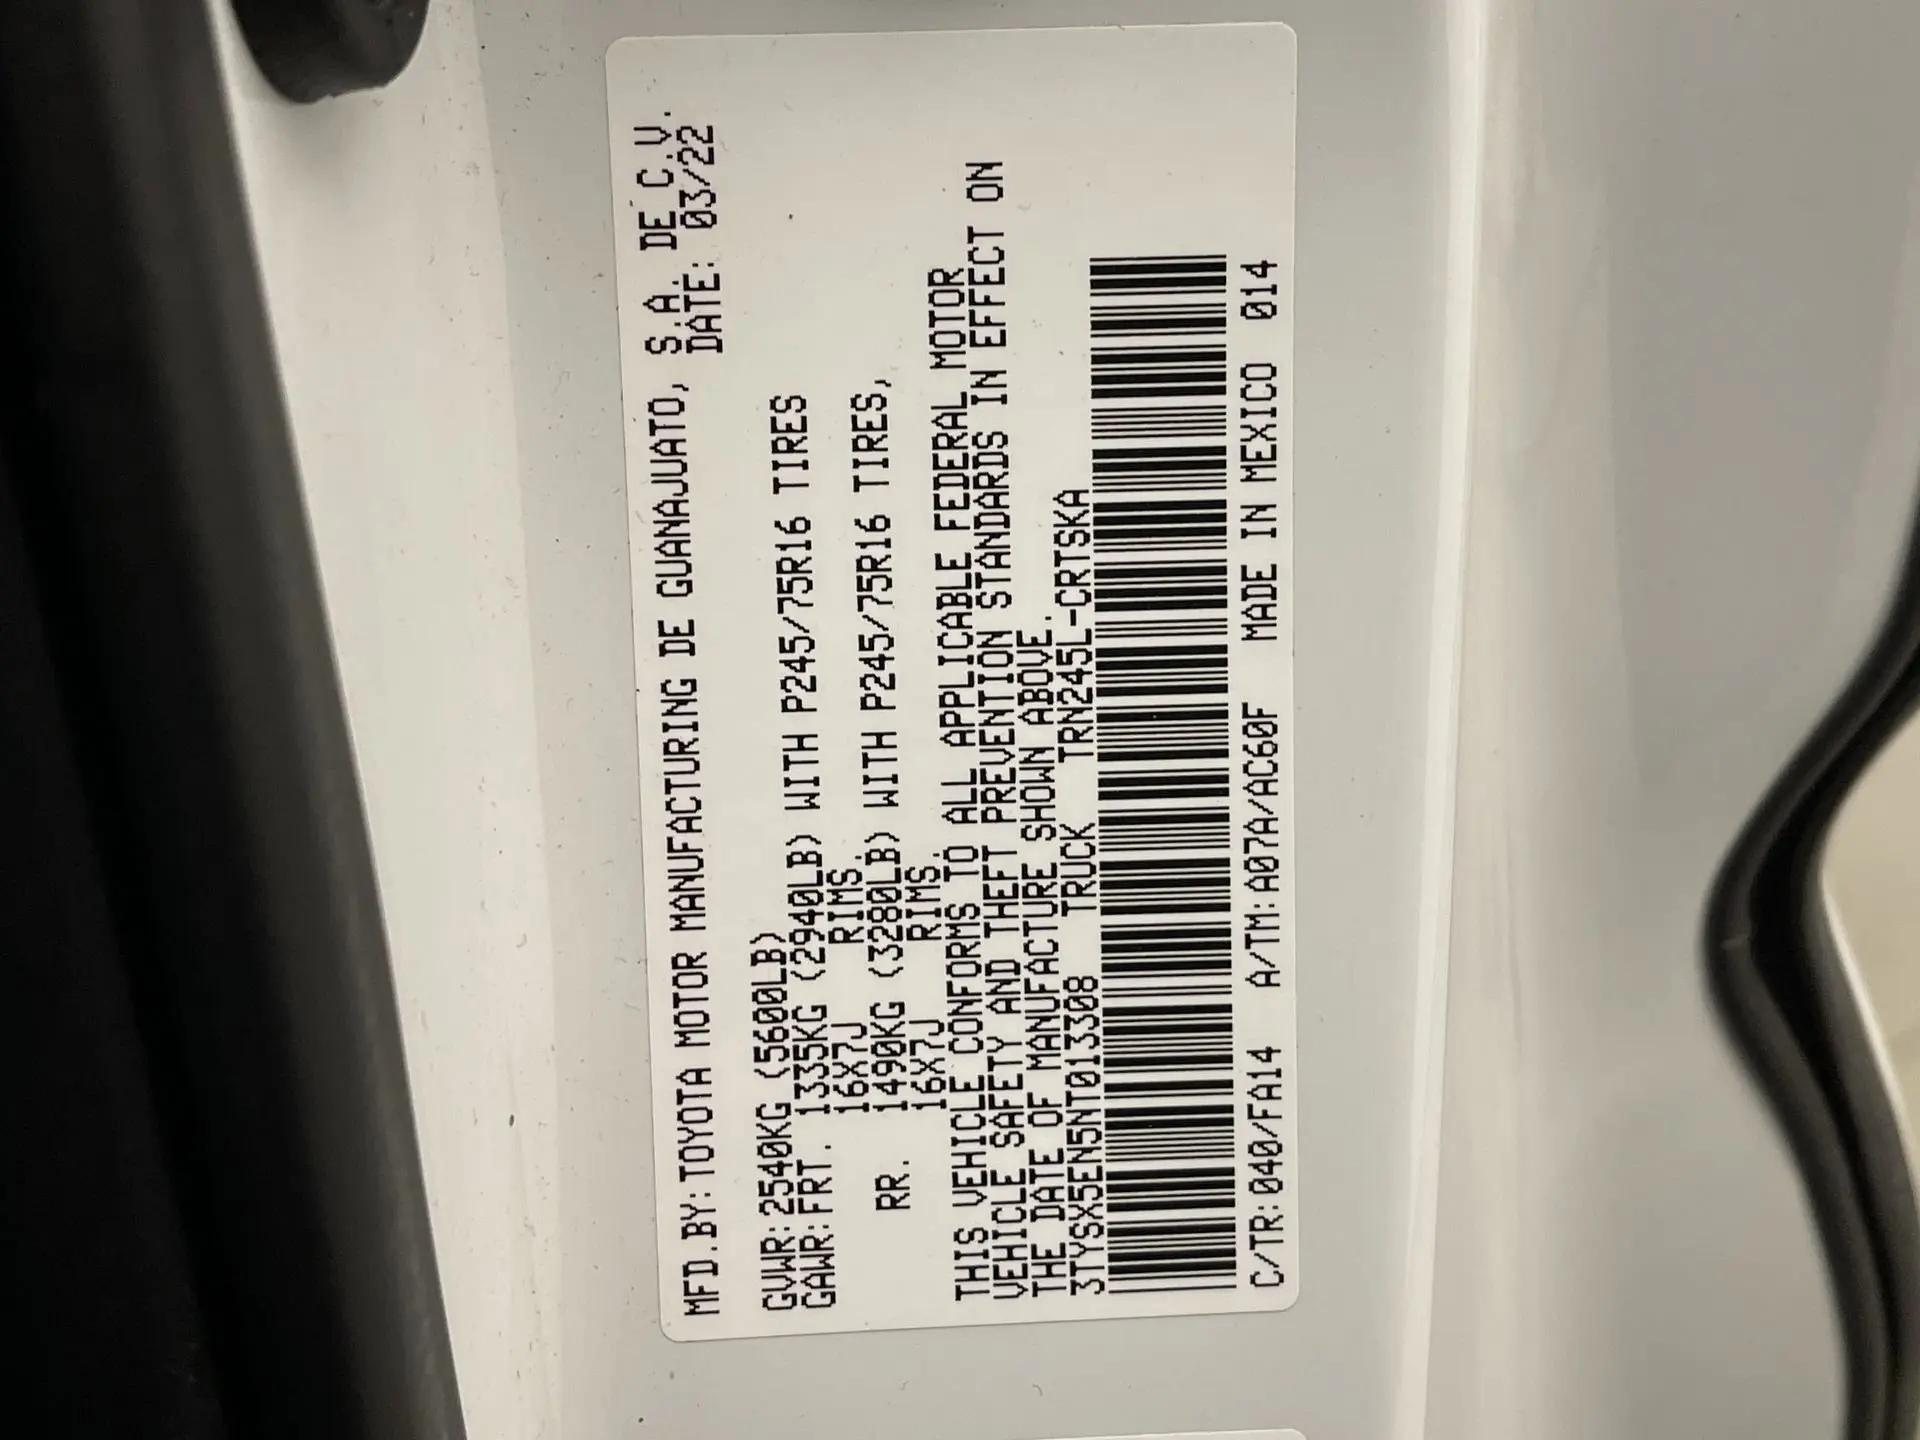 MFD.BY:TOYOTA MOTOR MANUFACTURING DE GUANAJUATO, S.A. DE C.V.
DATE: 03/22
GVWR:2540KG (5600LB)
GAWR:FRT. 1335KG (2940LB) WITH P245/75R16 TIRES
16X7J RIMS.
RR. 1490KG (3280LB) WITH P245/75R16 TIRES,
16X7J RIMS.
THIS VEHICLE CONFORMS TO ALL APPLICABLE FEDERAL MOTOR
VEHICLE SAFETY AND THEFT PREVENTION STANDARDS IN EFFECT ON
THE DATE OF MANUFACTURE SHOWN ABOVE.
3TYSX5EN5NT013308 TRUCK TRN245L-CRTSKA
C/TR:040/FA14 A/TM:A07A/AC60F MADE IN MEXICO 014